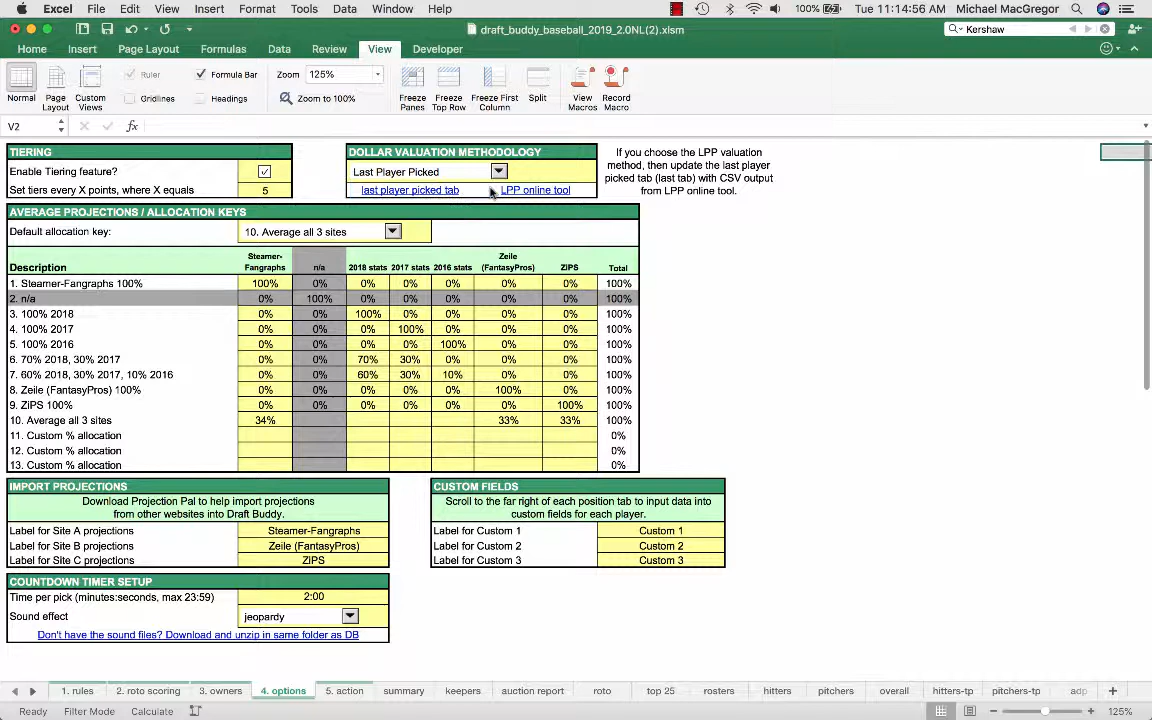 Excel File Edit View Insert Format Tools Data Window Help 100% Tue 11:14:56 AM Michael MacGregor
draft_buddy_baseball_2019_2.0NL(2).xlsm Kershaw
Home Insert Page Layout Formulas Data Review View Developer
Normal Page Layout Custom Views Ruler Formula Bar Gridlines Headings Zoom 125% Zoom to 100% Freeze Panes Freeze Top Row Freeze First Column Split View Macros Record Macro
V2 fx
TIERING
Enable Tiering feature?
Set tiers every X points, where X equals 5
DOLLAR VALUATION METHODOLOGY
Last Player Picked
last player picked tab LPP online tool
If you choose the LPP valuation
method, then update the last player
picked tab (last tab) with CSV output
from LPP online tool.
AVERAGE PROJECTIONS / ALLOCATION KEYS
Default allocation key: 10. Average all 3 sites
Description Steamer-Fangraphs n/a 2018 stats 2017 stats 2016 stats Zeile (FantasyPros) ZiPS Total
1. Steamer-Fangraphs 100% 100% 0% 0% 0% 0% 0% 0% 100%
2. n/a 0% 100% 0% 0% 0% 0% 0% 100%
3. 100% 2018 0% 0% 100% 0% 0% 0% 0% 100%
4. 100% 2017 0% 0% 0% 100% 0% 0% 0% 100%
5. 100% 2016 0% 0% 0% 0% 100% 0% 0% 100%
6. 70% 2018, 30% 2017 0% 0% 70% 30% 0% 0% 0% 100%
7. 60% 2018, 30% 2017, 10% 2016 0% 0% 60% 30% 10% 0% 0% 100%
8. Zeile (FantasyPros) 100% 0% 0% 0% 0% 0% 100% 0% 100%
9. ZiPS 100% 0% 0% 0% 0% 0% 0% 100% 100%
10. Average all 3 sites 34% 33% 33% 100%
11. Custom % allocation 0%
12. Custom % allocation 0%
13. Custom % allocation 0%
IMPORT PROJECTIONS
Download Projection Pal to help import projections
from other websites into Draft Buddy.
Label for Site A projections Steamer-Fangraphs
Label for Site B projections Zeile (FantasyPros)
Label for Site C projections ZIPS
CUSTOM FIELDS
Scroll to the far right of each position tab to input data into
custom fields for each player.
Label for Custom 1 Custom 1
Label for Custom 2 Custom 2
Label for Custom 3 Custom 3
COUNTDOWN TIMER SETUP
Time per pick (minutes:seconds, max 23:59) 2:00
Sound effect jeopardy
Don't have the sound files? Download and unzip in same folder as DB
1. rules 2. roto scoring 3. owners 4. options 5. action summary keepers auction report roto top 25 rosters hitters pitchers overall hitters-tp pitchers-tp adp
Ready Filter Mode Calculate 125%